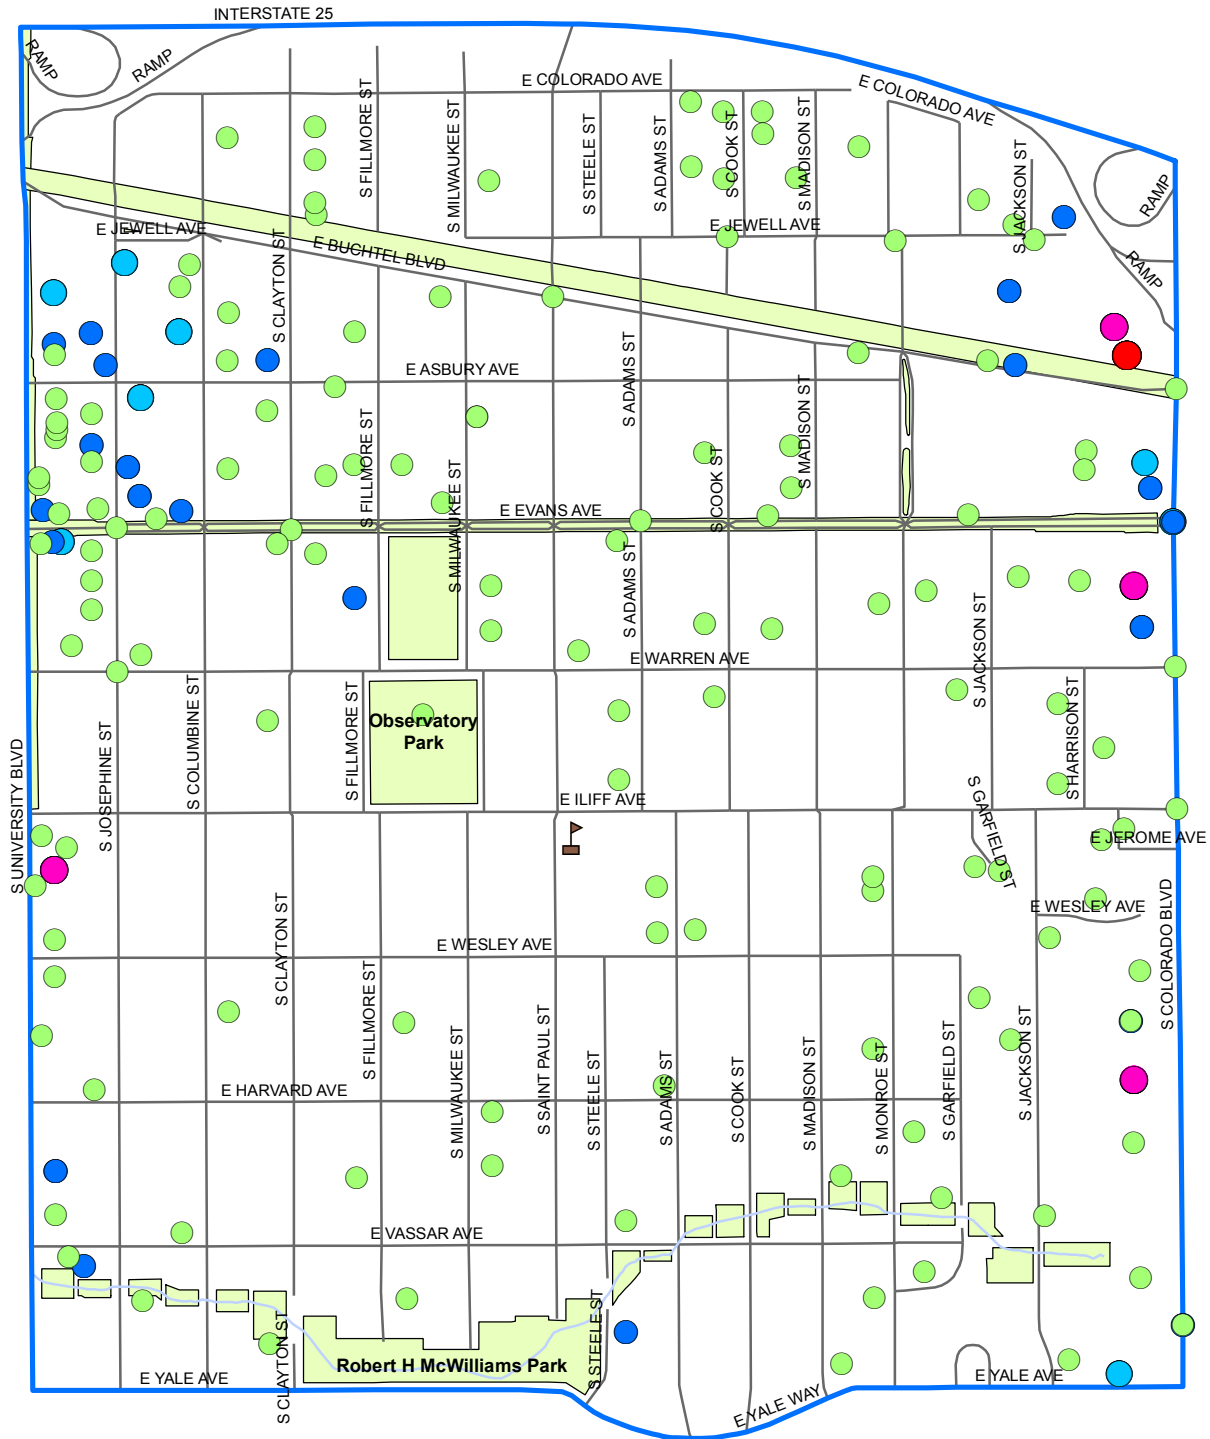 INTERSTATE 25
RAMP
RAMP
E COLORADO AVE
E COLORADO AVE
S FILLMORE ST
S MILWAUKEE ST
S STEELE ST
S ADAMS ST
S COOK ST
S MADISON ST
S JACKSON ST
RAMP
E JEWELL AVE
E JEWELL AVE
E BUCHTEL BLVD
S CLAYTON ST
RAMP
E ASBURY AVE
S ADAMS ST
S MADISON ST
S FILLMORE ST
S MILWAUKEE ST
S COOK ST
E EVANS AVE
S ADAMS ST
S JACKSON ST
E WARREN AVE
S JOSEPHINE ST
S COLUMBINE ST
S FILLMORE ST
Observatory
Park
S HARRISON ST
S UNIVERSITY BLVD
E ILIFF AVE
S GARFIELD ST
E JEROME AVE
E WESLEY AVE
S COLORADO BLVD
S CLAYTON ST
E WESLEY AVE
S FILLMORE ST
S MILWAUKEE ST
S SAINT PAUL ST
S STEELE ST
S ADAMS ST
S COOK ST
S MADISON ST
S MONROE ST
S GARFIELD ST
S JACKSON ST
E HARVARD AVE
E VASSAR AVE
S CLAYTON ST
S STEELE ST
Robert H McWilliams Park
E YALE AVE
E YALE AVE
E YALE WAY